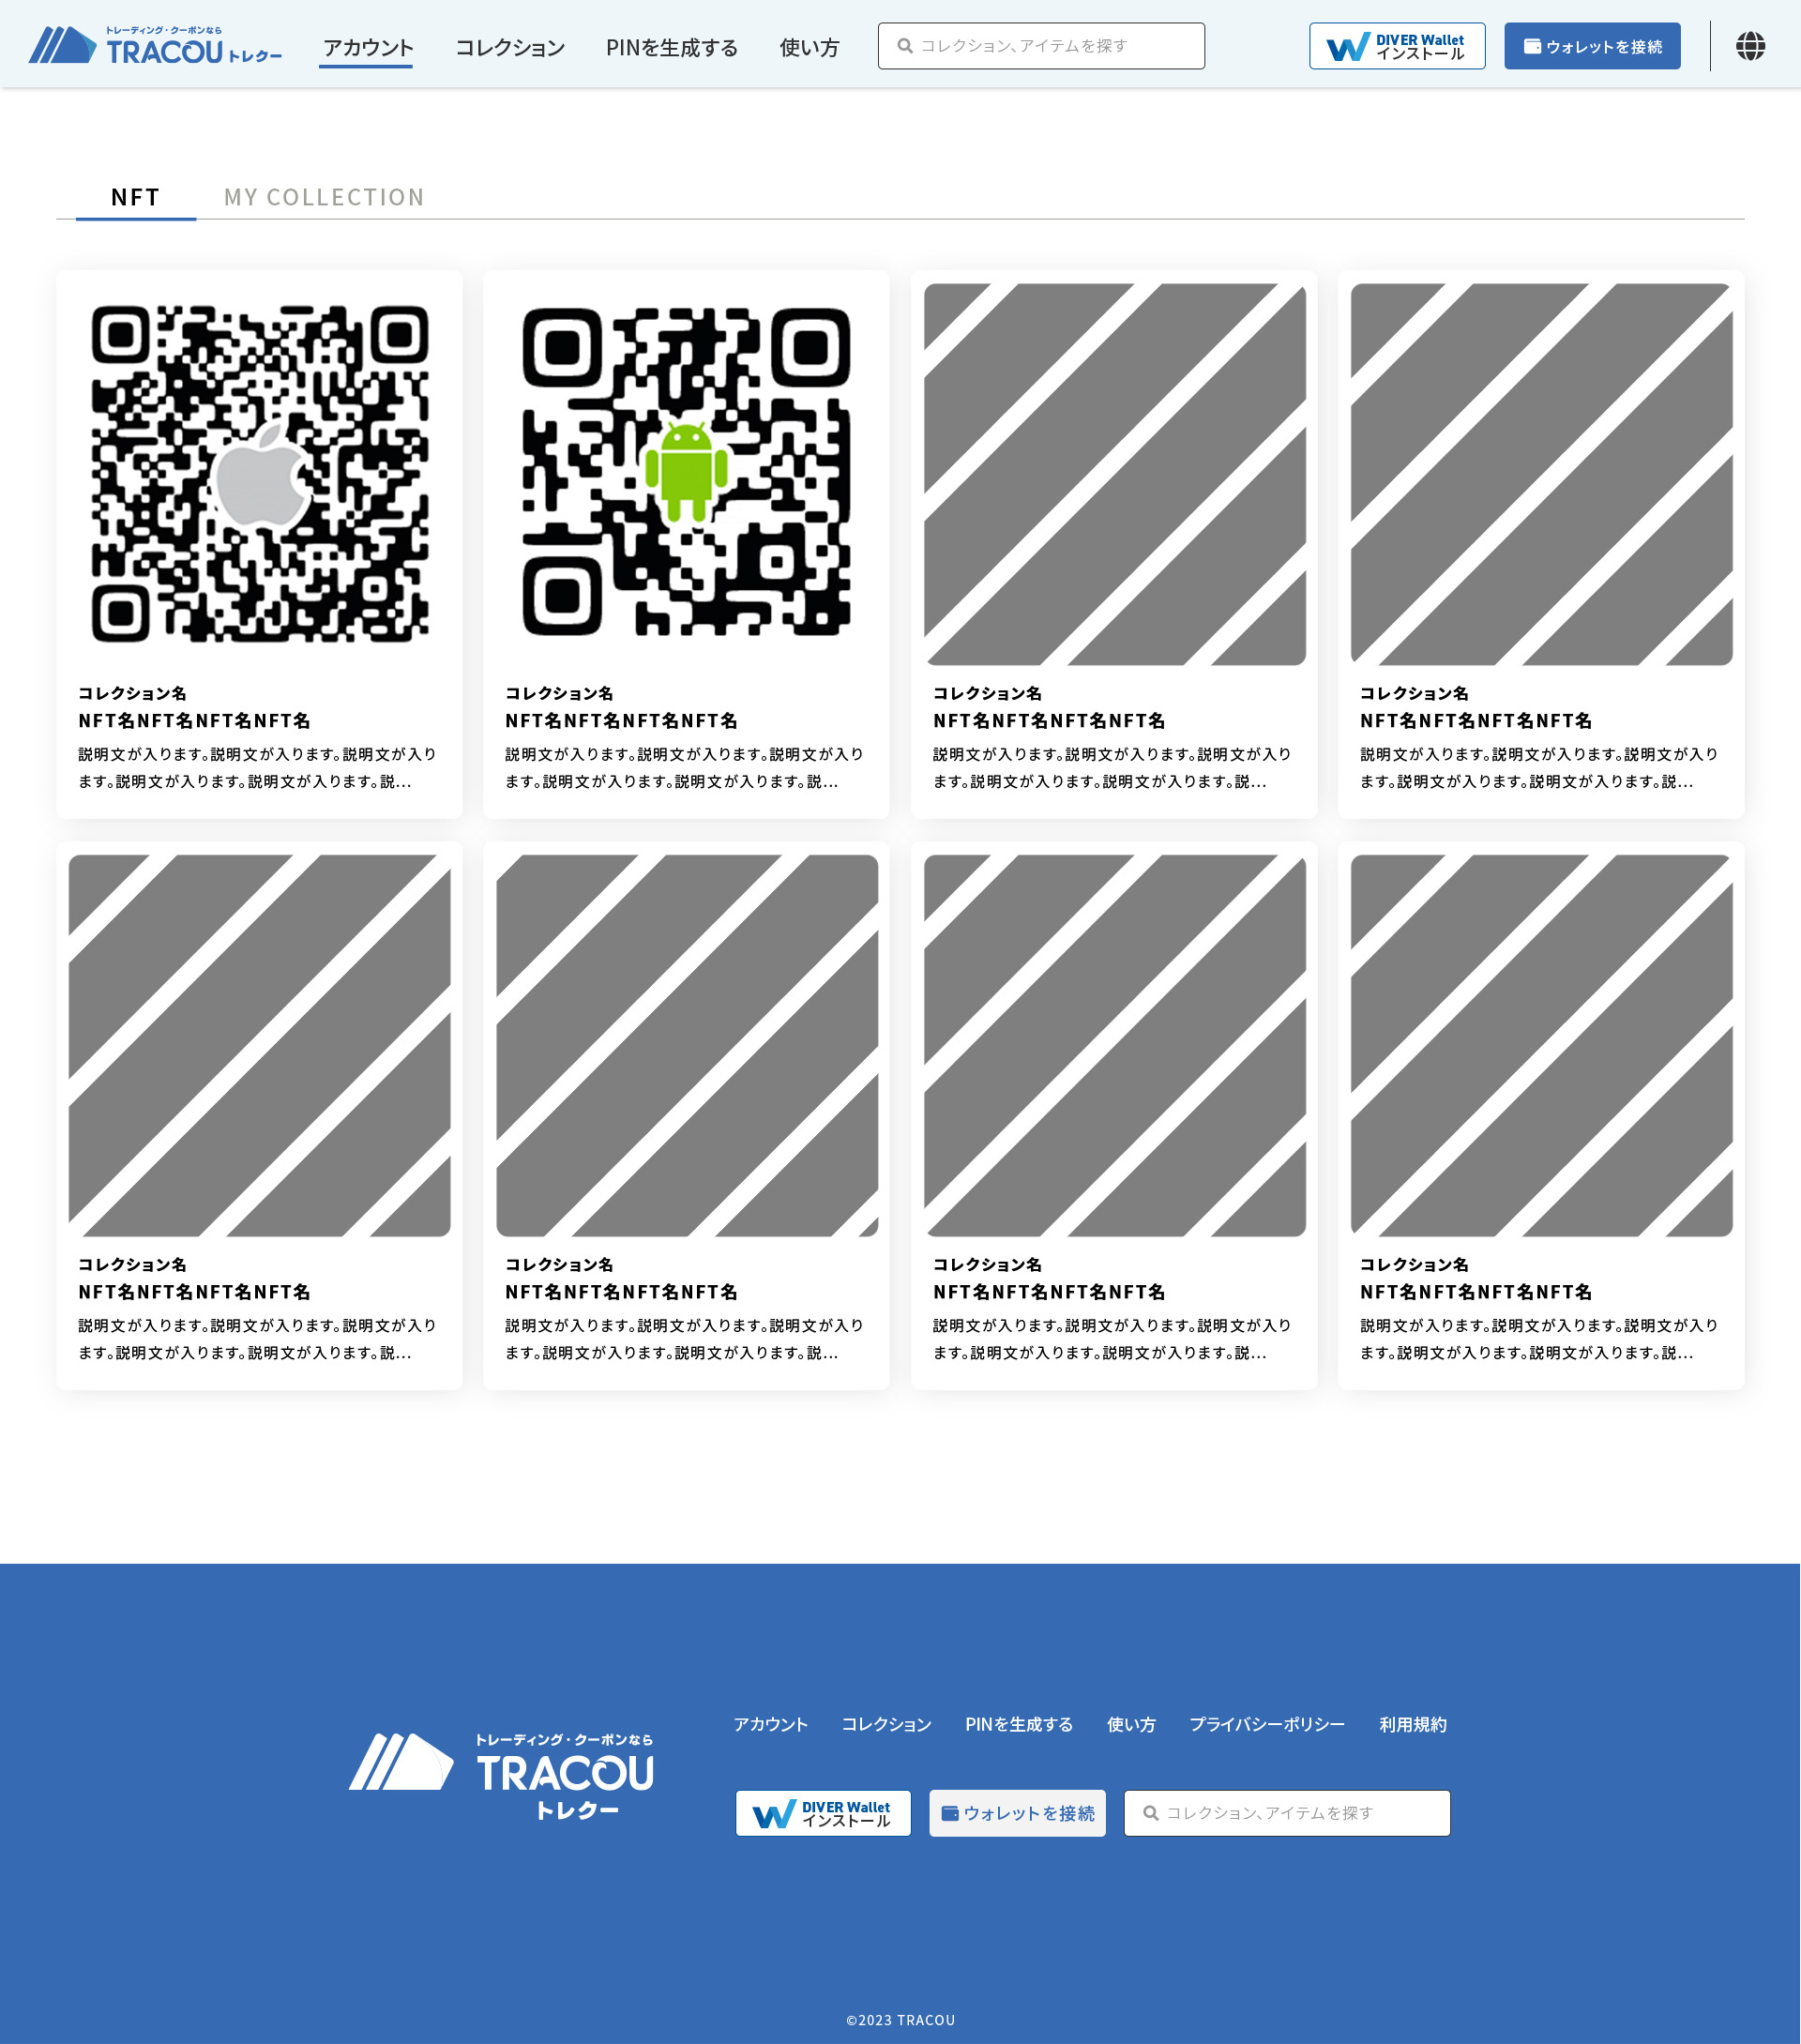 トレーディング・クーポンなら
TRACOU トレクー
アカウント
コレクション
PINを生成する
使い方
コレクション、アイテムを探す
DIVER Wallet
インストール
ウォレットを接続
NFT
MY COLLECTION
コレクション名
NFT名NFT名NFT名NFT名
説明文が入ります。説明文が入ります。説明文が入り
ます。説明文が入ります。説明文が入ります。説...
コレクション名
NFT名NFT名NFT名NFT名
説明文が入ります。説明文が入ります。説明文が入り
ます。説明文が入ります。説明文が入ります。説...
コレクション名
NFT名NFT名NFT名NFT名
説明文が入ります。説明文が入ります。説明文が入り
ます。説明文が入ります。説明文が入ります。説...
コレクション名
NFT名NFT名NFT名NFT名
説明文が入ります。説明文が入ります。説明文が入り
ます。説明文が入ります。説明文が入ります。説...
コレクション名
NFT名NFT名NFT名NFT名
説明文が入ります。説明文が入ります。説明文が入り
ます。説明文が入ります。説明文が入ります。説...
コレクション名
NFT名NFT名NFT名NFT名
説明文が入ります。説明文が入ります。説明文が入り
ます。説明文が入ります。説明文が入ります。説...
コレクション名
NFT名NFT名NFT名NFT名
説明文が入ります。説明文が入ります。説明文が入り
ます。説明文が入ります。説明文が入ります。説...
コレクション名
NFT名NFT名NFT名NFT名
説明文が入ります。説明文が入ります。説明文が入り
ます。説明文が入ります。説明文が入ります。説...
トレーディング・クーポンなら
TRACOU
トレクー
アカウント
コレクション
PINを生成する
使い方
プライバシーポリシー
利用規約
DIVER Wallet
インストール
ウォレットを接続
コレクション、アイテムを探す
©2023 TRACOU